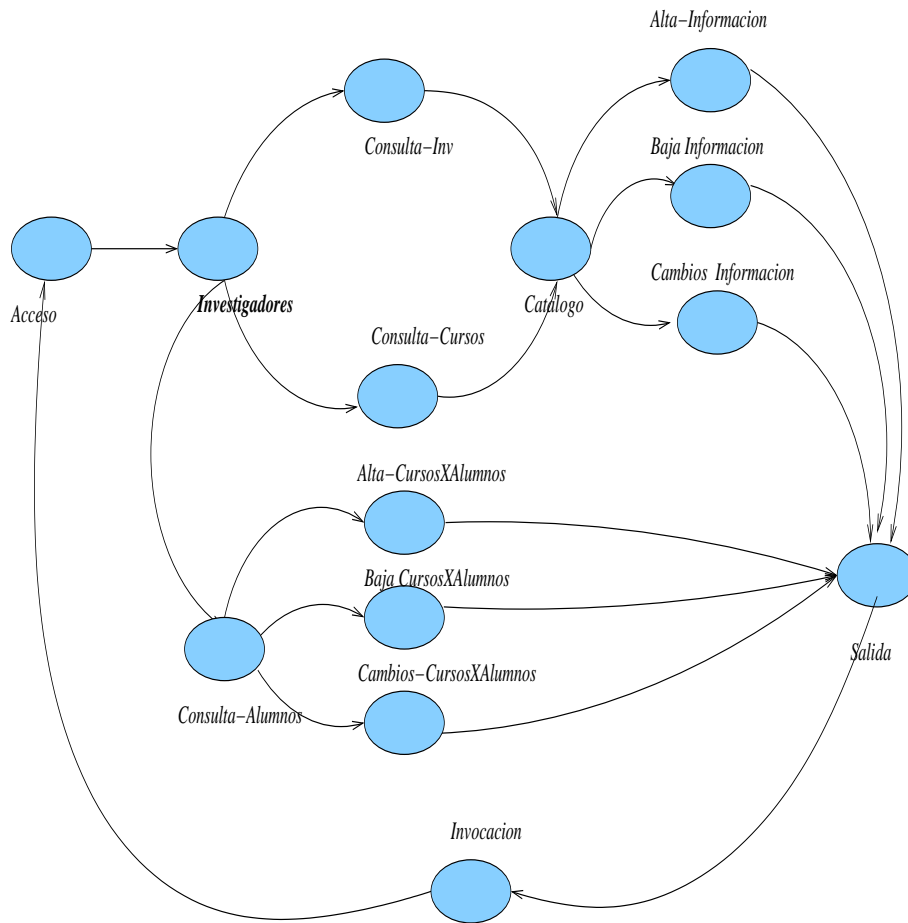 Alta-Informacion
Consulta-Inv
Baja Informacion
Acceso
Investigadores
Catalogo
Cambios Informacion
Consulta-Cursos
Alta-CursosXAlumnos
Baja CursosXAlumnos
Salida
Cambios-CursosXAlumnos
Consulta-Alumnos
Invocacion